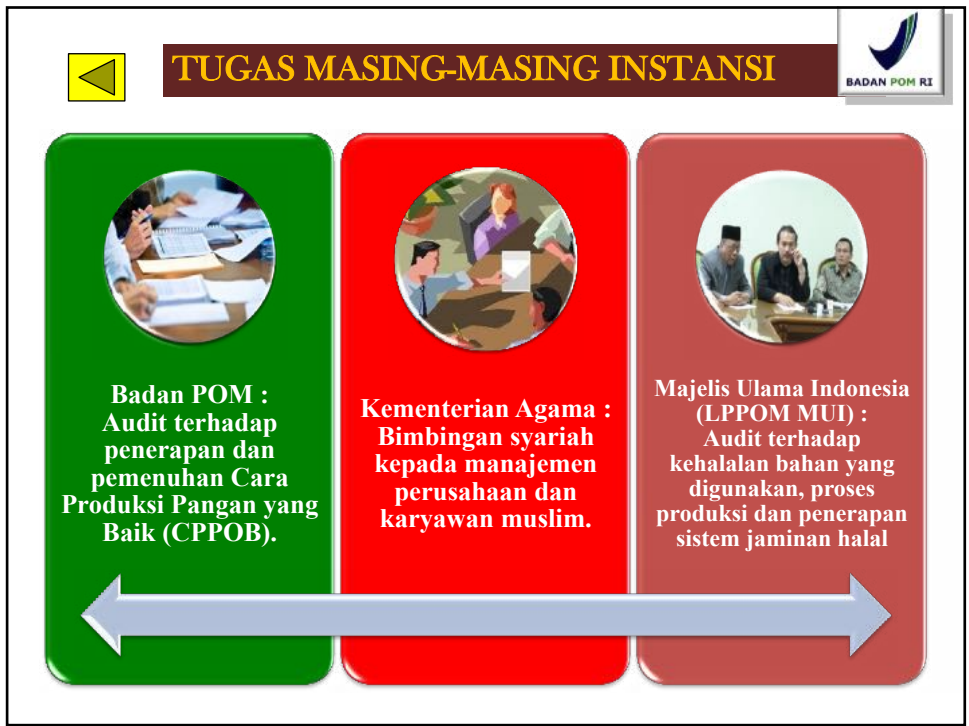 TUGAS MASING-MASING INSTANSI
BADAN POM RI
Badan POM :
Audit terhadap
penerapan dan
pemenuhan Cara
Produksi Pangan yang
Baik (CPPOB).
Kementerian Agama :
Bimbingan syariah
kepada manajemen
perusahaan dan
karyawan muslim.
Majelis Ulama Indonesia
(LPPOM MUI) :
Audit terhadap
kehalalan bahan yang
digunakan, proses
produksi dan penerapan
sistem jaminan halal